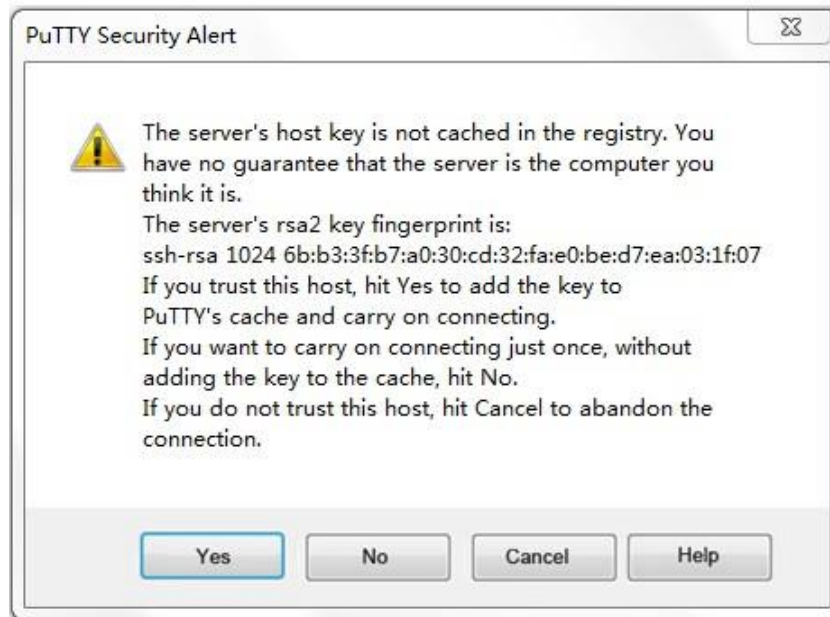 PuTTY Security Alert
The server's host key is not cached in the registry. You
have no guarantee that the server is the computer you
think it is.
The server's rsa2 key fingerprint is:
ssh-rsa 1024 6b:b3:3f:b7:a0:30:cd:32:fa:e0:be:d7:ea:03:1f:07
If you trust this host, hit Yes to add the key to
PuTTY's cache and carry on connecting.
If you want to carry on connecting just once, without
adding the key to the cache, hit No.
If you do not trust this host, hit Cancel to abandon the
connection.
Yes No Cancel Help